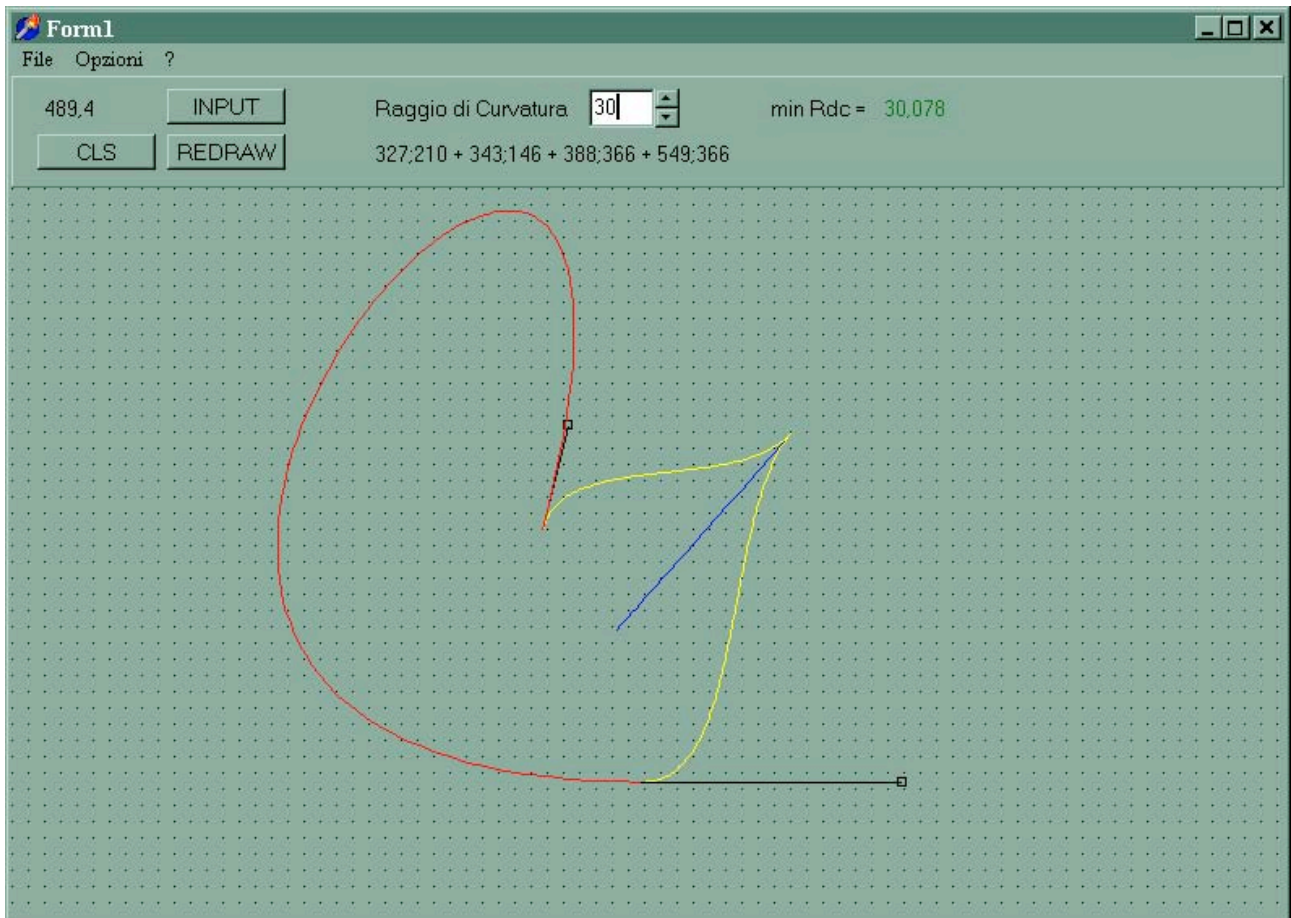 Form1
File Opzioni ?
489,4 INPUT Raggio di Curvatura 30 min Rdc = 30,078
CLS REDRAW 327;210 + 343;146 + 388;366 + 549;366